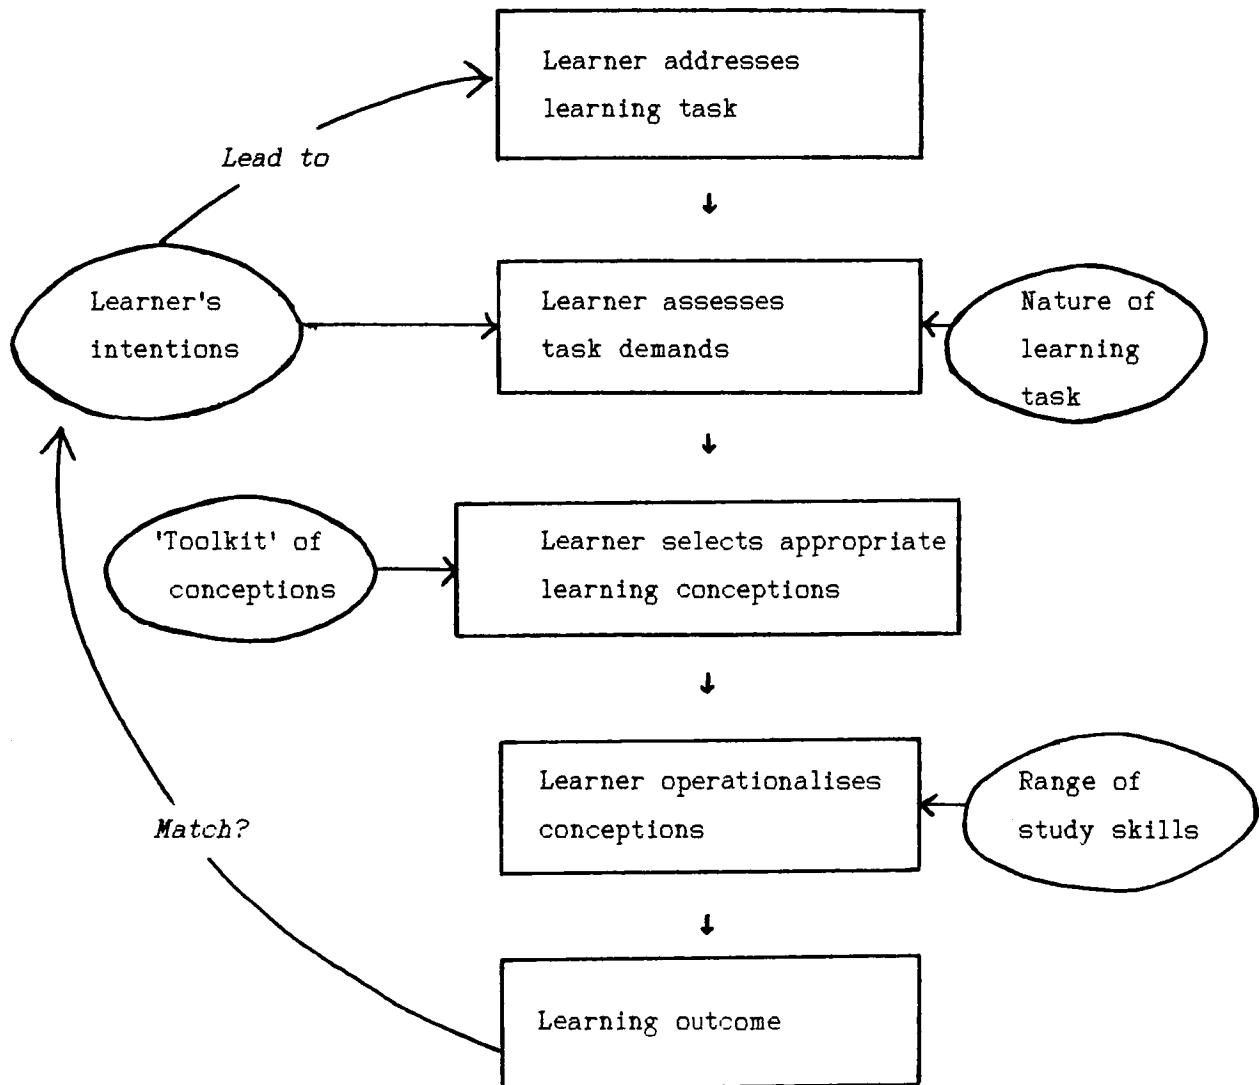 Learner addresses
learning task
Lead to
Learner's
intentions
Learner assesses
task demands
Nature of
learning
task
'Toolkit' of
conceptions
Learner selects appropriate
learning conceptions
Learner operationalises
conceptions
Range of
study skills
Match?
Learning outcome